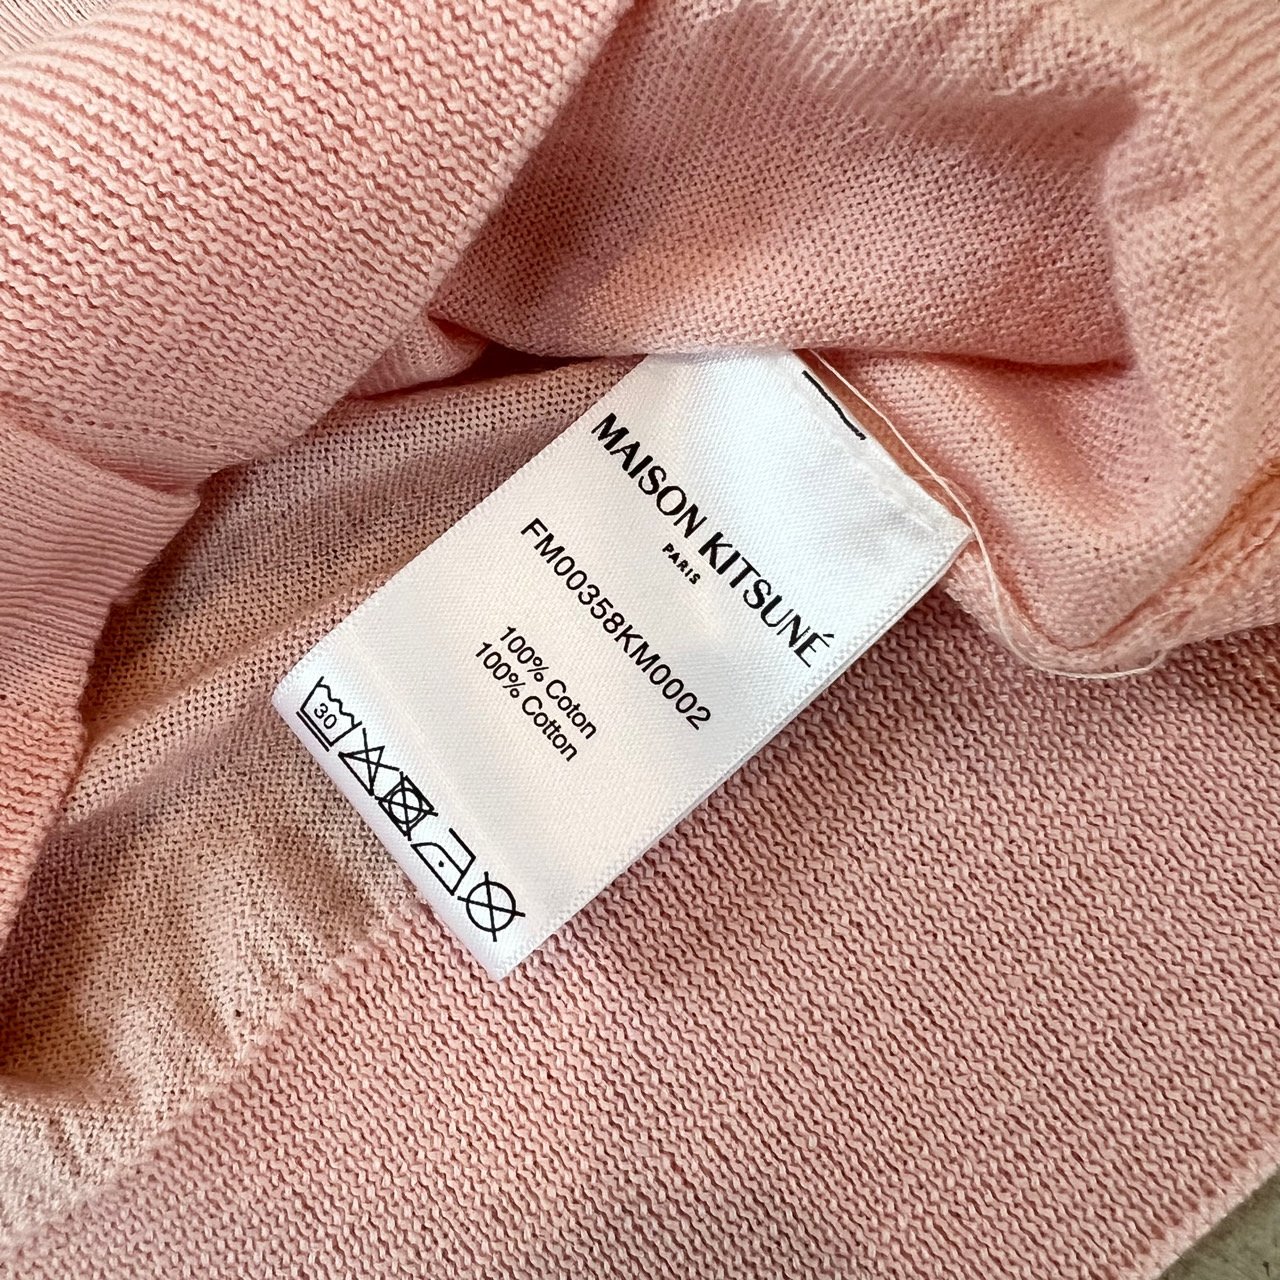 MAISON KITSUNÉ
PARIS
FM00358KM0002
100% Coton
100% Cotton
30